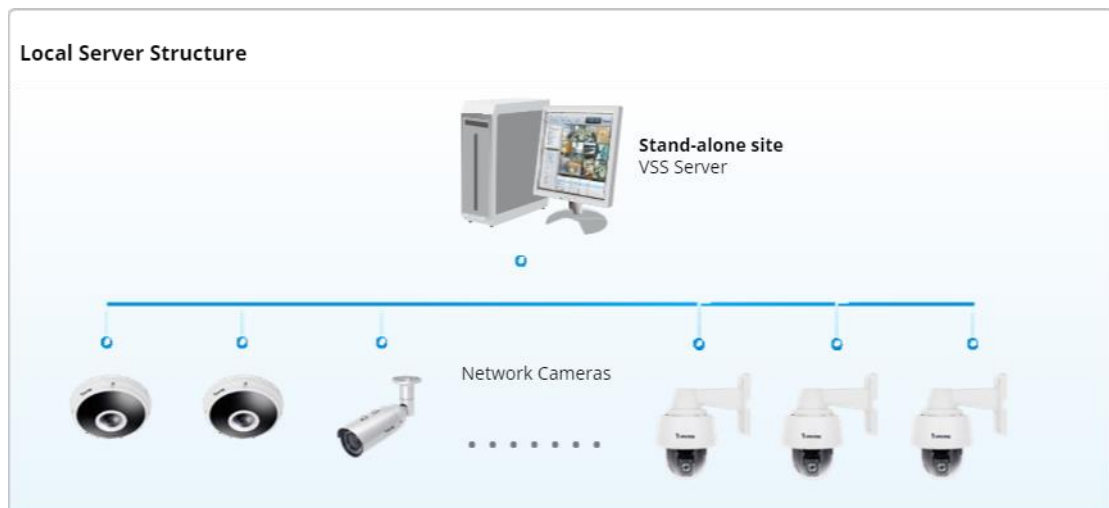 Local Server Structure
Stand-alone site
VSS Server
Network Cameras